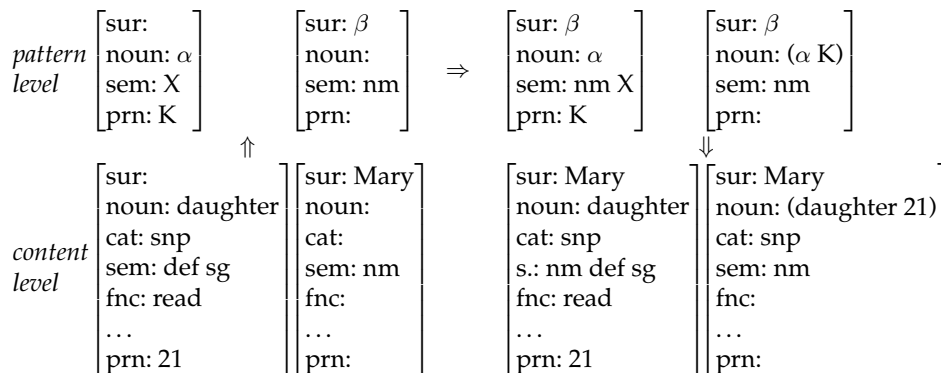 sur: sur: β sur: β sur: β
pattern noun: α noun: ⇒ noun: α noun: (α K)
level sem: X sem: nm sem: nm X sem: nm
prn: K prn: prn: K prn:
⇑ ⇓
sur: sur: Mary sur: Mary sur: Mary
noun: daughter noun: noun: daughter noun: (daughter 21)
cat: snp cat: cat: snp cat: snp
content sem: def sg sem: nm s.: nm def sg sem: nm
level fnc: read fnc: fnc: read fnc:
... ... ... ...
prn: 21 prn: prn: 21 prn: